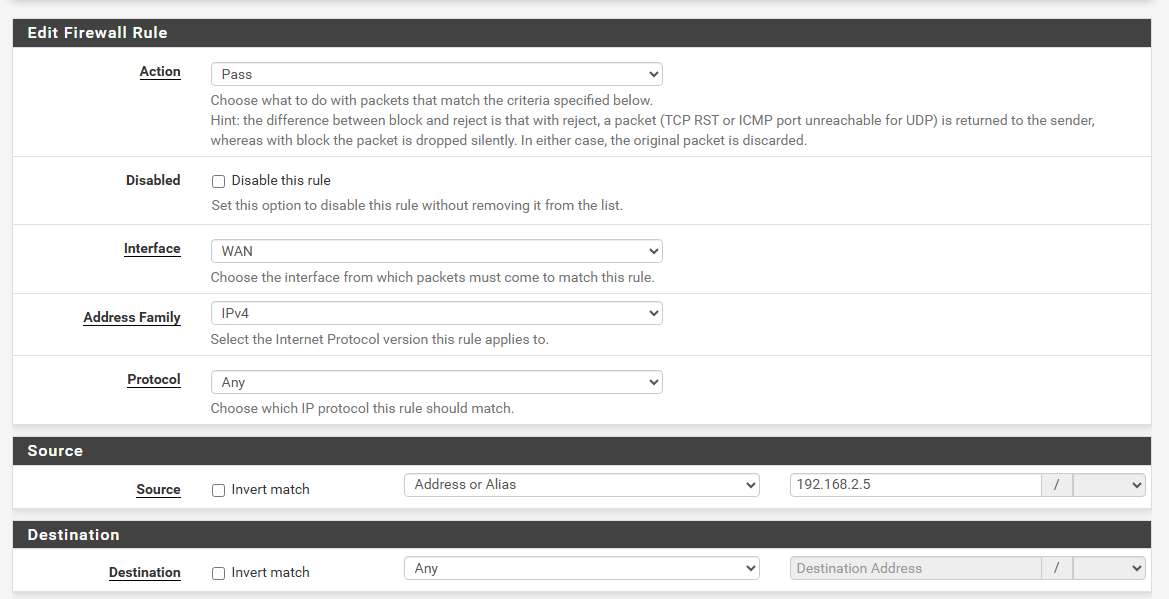 Edit Firewall Rule
Action
Pass
Choose what to do with packets that match the criteria specified below.
Hint: the difference between block and reject is that with reject, a packet (TCP RST or ICMP port unreachable for UDP) is returned to the sender,
whereas with block the packet is dropped silently. In either case, the original packet is discarded.
Disabled
Disable this rule
Set this option to disable this rule without removing it from the list.
Interface
WAN
Choose the interface from which packets must come to match this rule.
Address Family
IPv4
Select the Internet Protocol version this rule applies to.
Protocol
Any
Choose which IP protocol this rule should match.
Source
Source Invert match Address or Alias 192.168.2.5 /
Destination
Destination Invert match Any Destination Address /